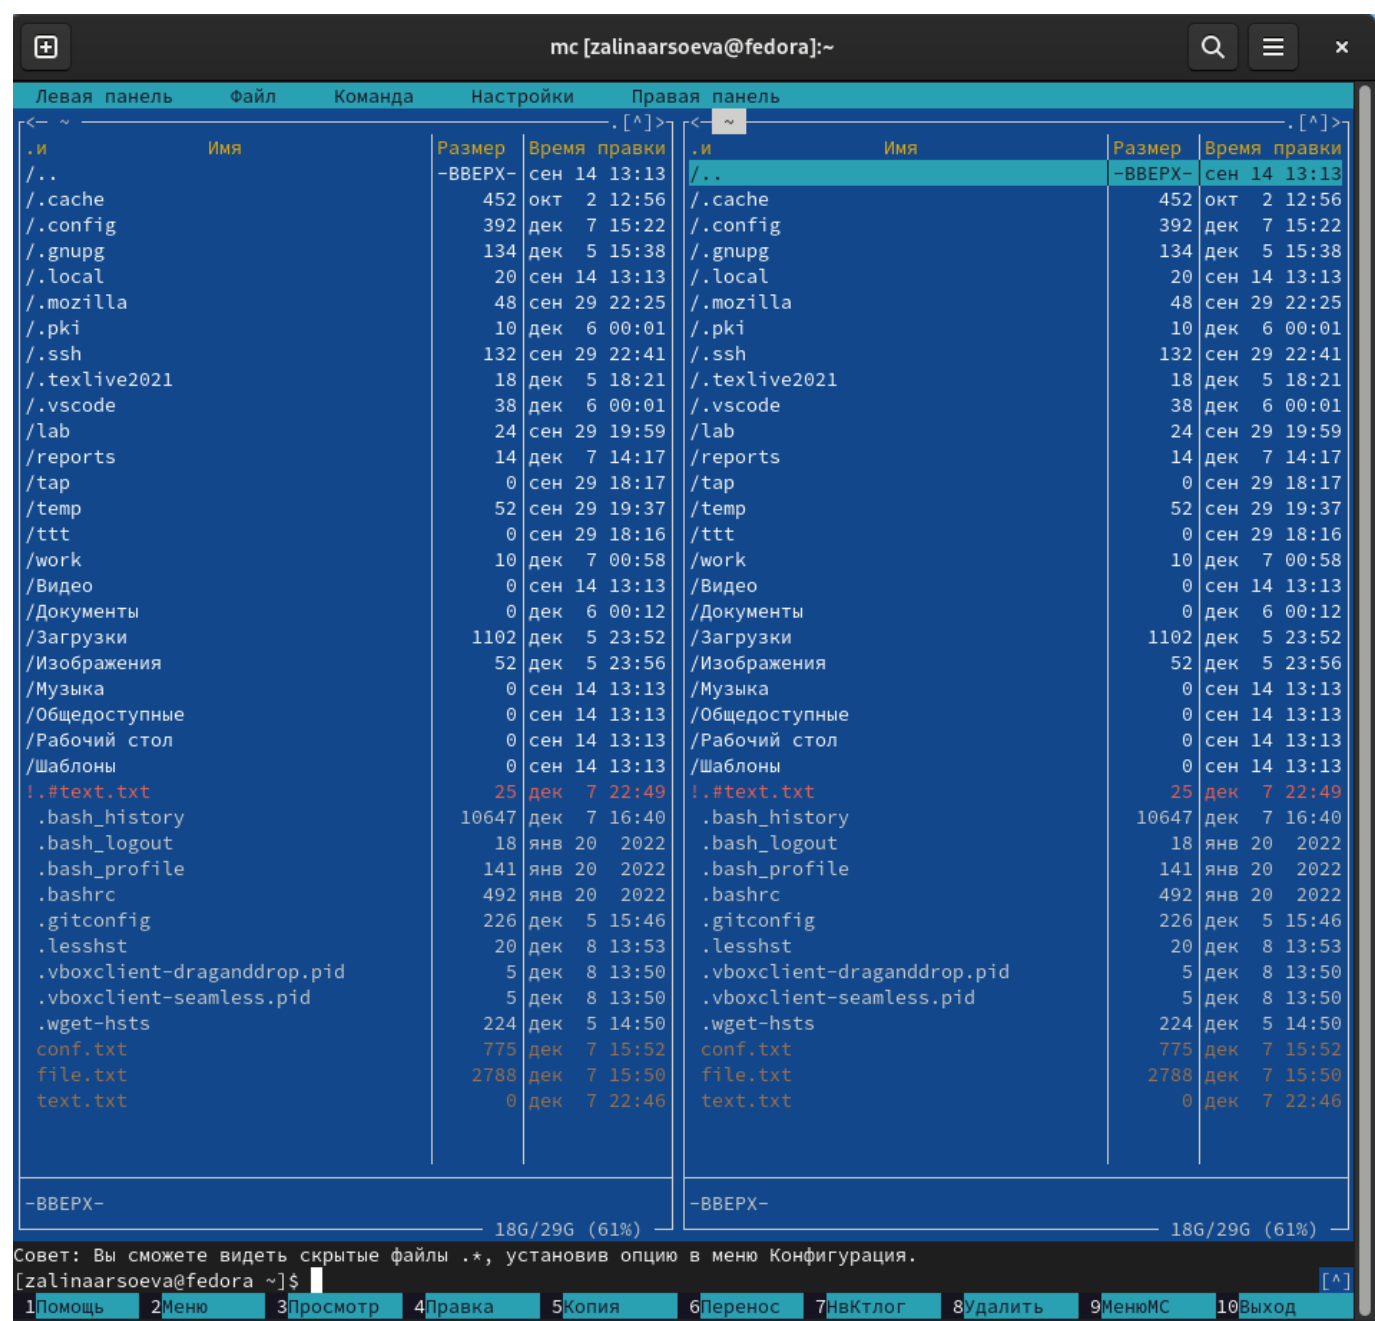 mc [zalinaarsoeva@fedora]:~
Левая панель Файл Команда Настройки Правая панель
<— ~ .[^]> <— ~ .[^]>
.и Имя Размер Время правки .и Имя Размер Время правки
/.. -ВВЕРХ- сен 14 13:13 /.. -ВВЕРХ- сен 14 13:13
/.cache 452 окт 2 12:56 /.cache 452 окт 2 12:56
/.config 392 дек 7 15:22 /.config 392 дек 7 15:22
/.gnupg 134 дек 5 15:38 /.gnupg 134 дек 5 15:38
/.local 20 сен 14 13:13 /.local 20 сен 14 13:13
/.mozilla 48 сен 29 22:25 /.mozilla 48 сен 29 22:25
/.pki 10 дек 6 00:01 /.pki 10 дек 6 00:01
/.ssh 132 сен 29 22:41 /.ssh 132 сен 29 22:41
/.texlive2021 18 дек 5 18:21 /.texlive2021 18 дек 5 18:21
/.vscode 38 дек 6 00:01 /.vscode 38 дек 6 00:01
/lab 24 сен 29 19:59 /lab 24 сен 29 19:59
/reports 14 дек 7 14:17 /reports 14 дек 7 14:17
/tap 0 сен 29 18:17 /tap 0 сен 29 18:17
/temp 52 сен 29 19:37 /temp 52 сен 29 19:37
/ttt 0 сен 29 18:16 /ttt 0 сен 29 18:16
/work 10 дек 7 00:58 /work 10 дек 7 00:58
/Видео 0 сен 14 13:13 /Видео 0 сен 14 13:13
/Документы 0 дек 6 00:12 /Документы 0 дек 6 00:12
/Загрузки 1102 дек 5 23:52 /Загрузки 1102 дек 5 23:52
/Изображения 52 дек 5 23:56 /Изображения 52 дек 5 23:56
/Музыка 0 сен 14 13:13 /Музыка 0 сен 14 13:13
/Общедоступные 0 сен 14 13:13 /Общедоступные 0 сен 14 13:13
/Рабочий стол 0 сен 14 13:13 /Рабочий стол 0 сен 14 13:13
/Шаблоны 0 сен 14 13:13 /Шаблоны 0 сен 14 13:13
!.#text.txt 25 дек 7 22:49 !.#text.txt 25 дек 7 22:49
.bash_history 10647 дек 7 16:40 .bash_history 10647 дек 7 16:40
.bash_logout 18 янв 20 2022 .bash_logout 18 янв 20 2022
.bash_profile 141 янв 20 2022 .bash_profile 141 янв 20 2022
.bashrc 492 янв 20 2022 .bashrc 492 янв 20 2022
.gitconfig 226 дек 5 15:46 .gitconfig 226 дек 5 15:46
.lesshst 20 дек 8 13:53 .lesshst 20 дек 8 13:53
.vboxclient-draganddrop.pid 5 дек 8 13:50 .vboxclient-draganddrop.pid 5 дек 8 13:50
.vboxclient-seamless.pid 5 дек 8 13:50 .vboxclient-seamless.pid 5 дек 8 13:50
.wget-hsts 224 дек 5 14:50 .wget-hsts 224 дек 5 14:50
conf.txt 775 дек 7 15:52 conf.txt 775 дек 7 15:52
file.txt 2788 дек 7 15:50 file.txt 2788 дек 7 15:50
text.txt 0 дек 7 22:46 text.txt 0 дек 7 22:46
-ВВЕРХ- -ВВЕРХ-
18G/29G (61%) 18G/29G (61%)
Совет: Вы сможете видеть скрытые файлы .*, установив опцию в меню Конфигурация.
[zalinaarsoeva@fedora ~]$ [^]
1Помощь 2Меню 3Просмотр 4Правка 5Копия 6Перенос 7НвКтлог 8Удалить 9МенюМС 10Выход